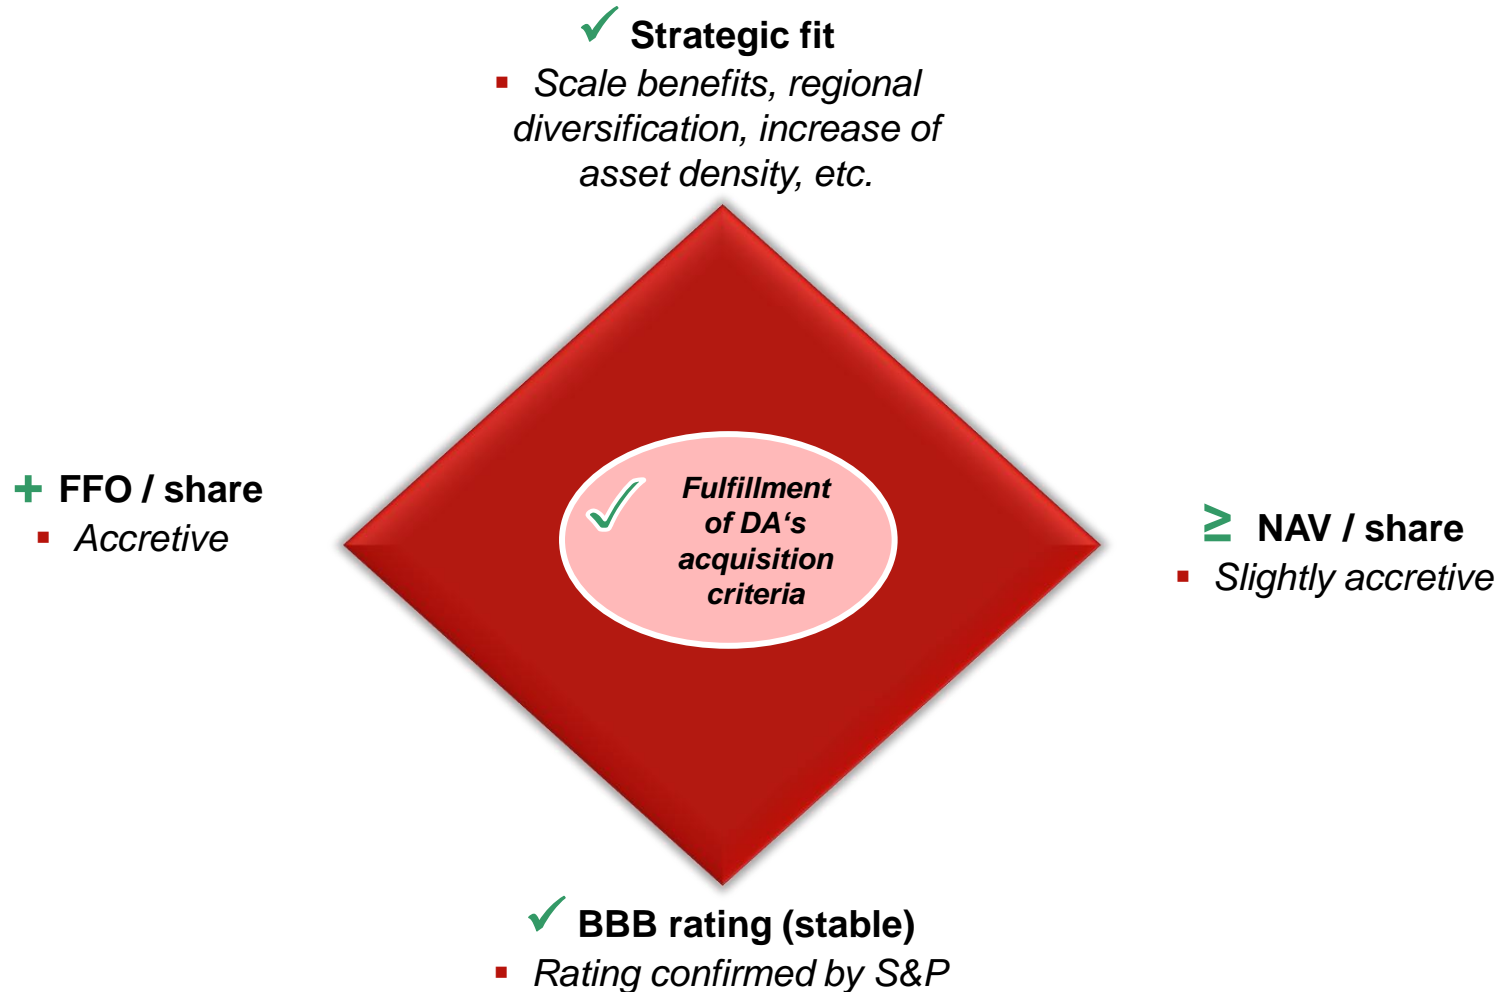 ✓ Strategic fit
▪ Scale benefits, regional
diversification, increase of
asset density, etc.
+ FFO / share
▪ Accretive
✓ Fulfillment
of DA‘s
acquisition
criteria
≥ NAV / share
▪ Slightly accretive
✓ BBB rating (stable)
▪ Rating confirmed by S&P